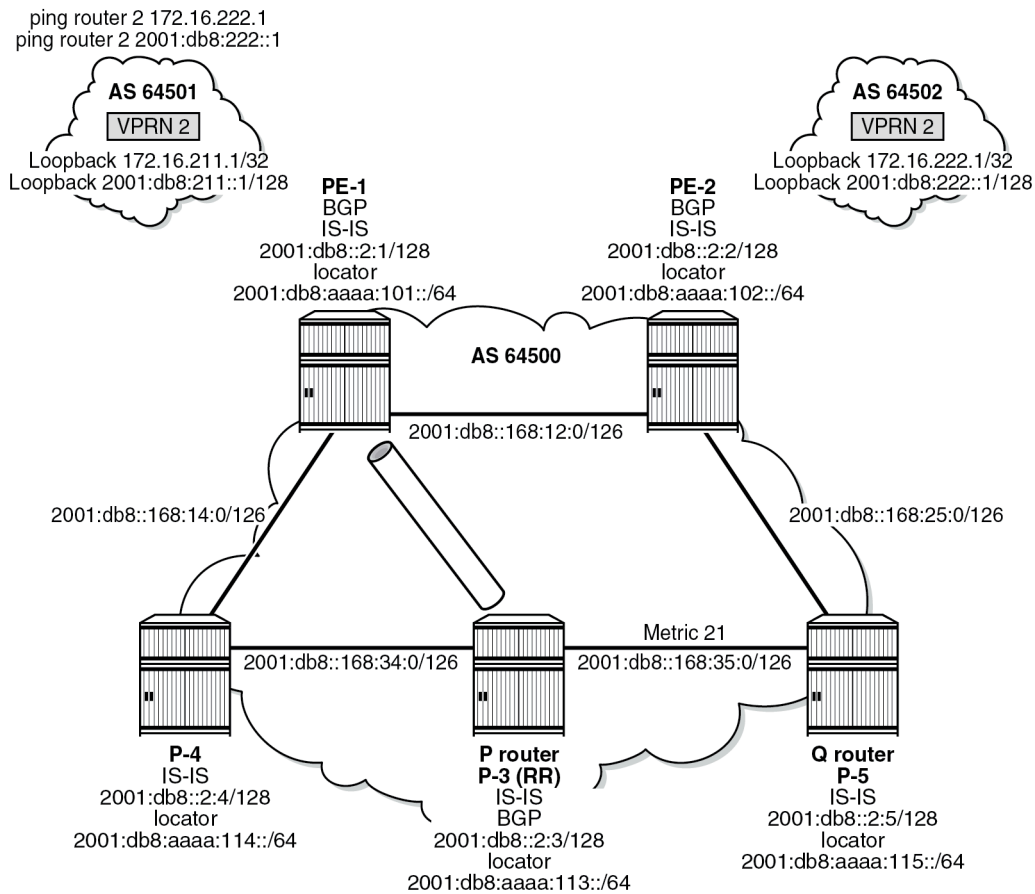 ping router 2 172.16.222.1
ping router 2 2001:db8:222::1
AS 64501
VPRN 2
Loopback 172.16.211.1/32
Loopback 2001:db8:211::1/128
AS 64502
VPRN 2
Loopback 172.16.222.1/32
Loopback 2001:db8:222::1/128
PE-1
BGP
IS-IS
2001:db8::2:1/128
locator
2001:db8:aaaa:101::/64
PE-2
BGP
IS-IS
2001:db8::2:2/128
locator
2001:db8:aaaa:102::/64
AS 64500
2001:db8::168:12:0/126
2001:db8::168:14:0/126
2001:db8::168:25:0/126
Metric 21
2001:db8::168:34:0/126
2001:db8::168:35:0/126
P-4
IS-IS
2001:db8::2:4/128
locator
2001:db8:aaaa:114::/64
P router
P-3 (RR)
IS-IS
BGP
2001:db8::2:3/128
locator
2001:db8:aaaa:113::/64
Q router
P-5
IS-IS
2001:db8::2:5/128
locator
2001:db8:aaaa:115::/64